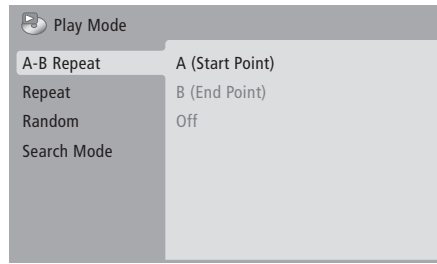 Play Mode
A-B Repeat
Repeat
Random
Search Mode
A (Start Point)
B (End Point)
Off